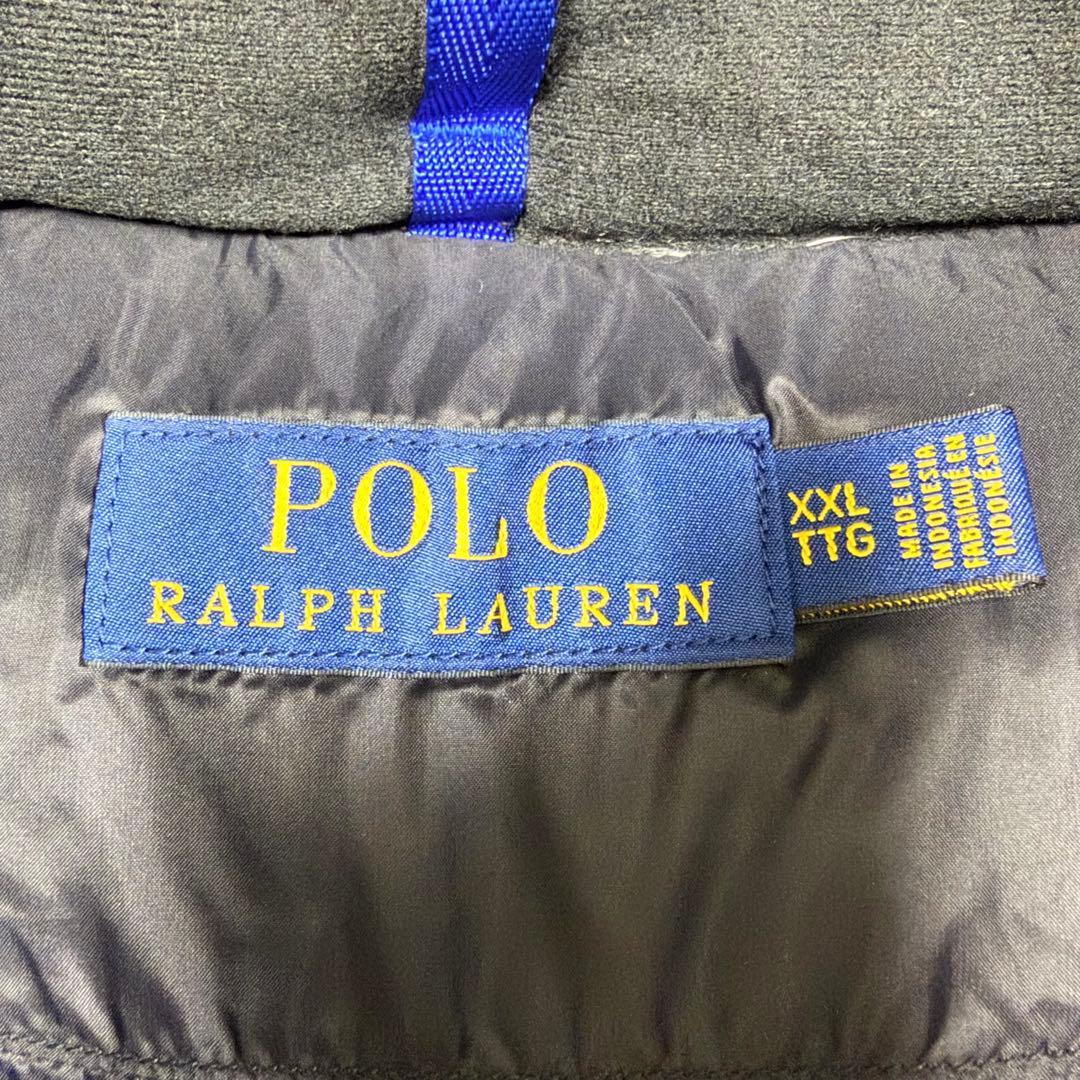 POLO
RALPH LAUREN
XXL
TTG
MADE IN
INDONESIA
FABRIQUÉ EN
INDONÉSIE